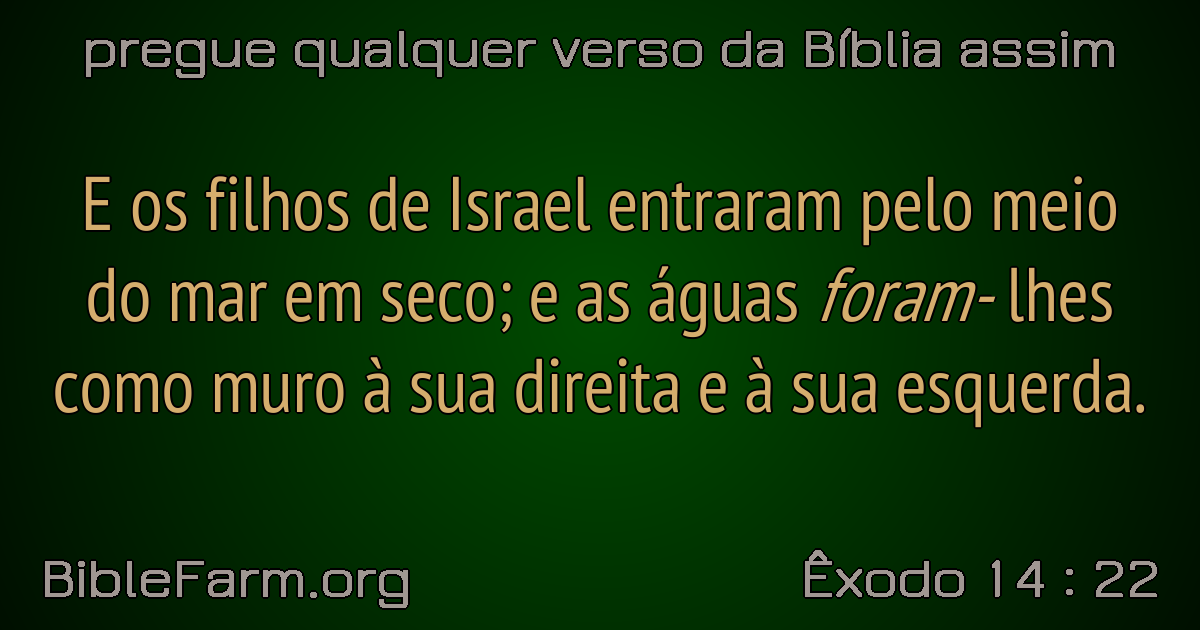 pregue qualquer verso da Bíblia assim
E os filhos de Israel entraram pelo meio
do mar em seco; e as águas foram- lhes
como muro à sua direita e à sua esquerda.
BibleFarm.org
Êxodo 14 : 22